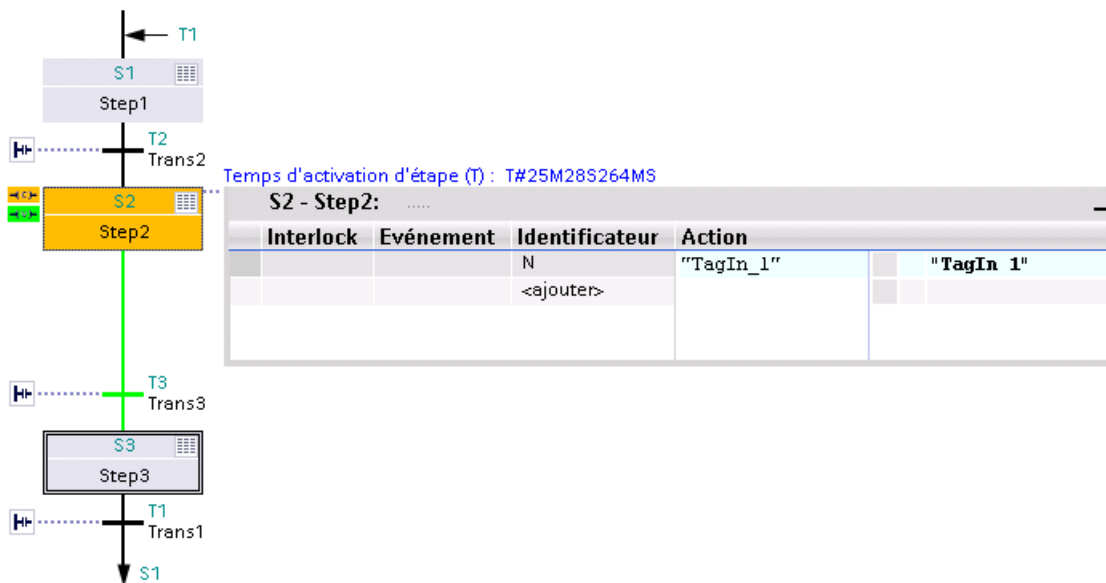 T1
S1
Step1
T2
Trans2
Temps d'activation d'étape (T) : T#25M28S264MS
S2
Step2
S2 - Step2: .....
Interlock Evénement Identificateur Action
N "TagIn_1" "TagIn 1"
<ajouter>
T3
Trans3
S3
Step3
T1
Trans1
S1